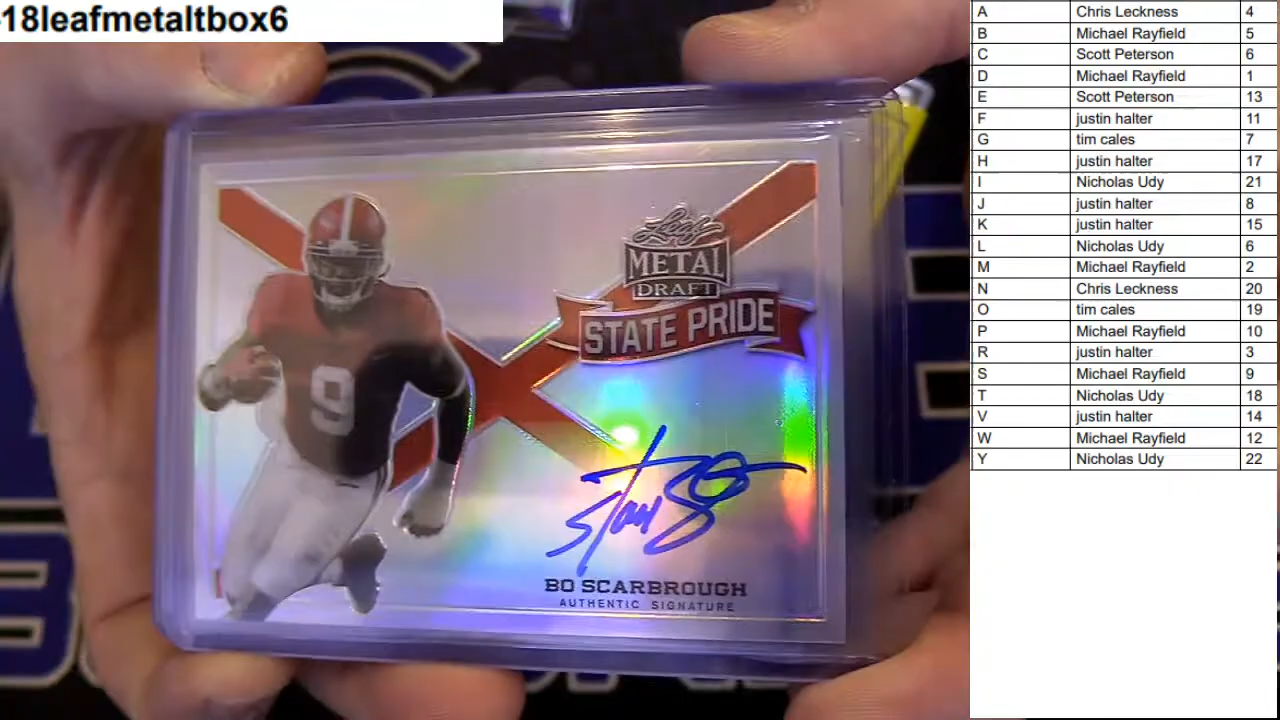 18leafmetaltbox6
Leaf
METAL
DRAFT
STATE PRIDE
9
BO SCARBROUGH
AUTHENTIC SIGNATURE
A Chris Leckness 4
B Michael Rayfield 5
C Scott Peterson 6
D Michael Rayfield 1
E Scott Peterson 13
F justin halter 11
G tim cales 7
H justin halter 17
I Nicholas Udy 21
J justin halter 8
K justin halter 15
L Nicholas Udy 6
M Michael Rayfield 2
N Chris Leckness 20
O tim cales 19
P Michael Rayfield 10
R justin halter 3
S Michael Rayfield 9
T Nicholas Udy 18
V justin halter 14
W Michael Rayfield 12
Y Nicholas Udy 22